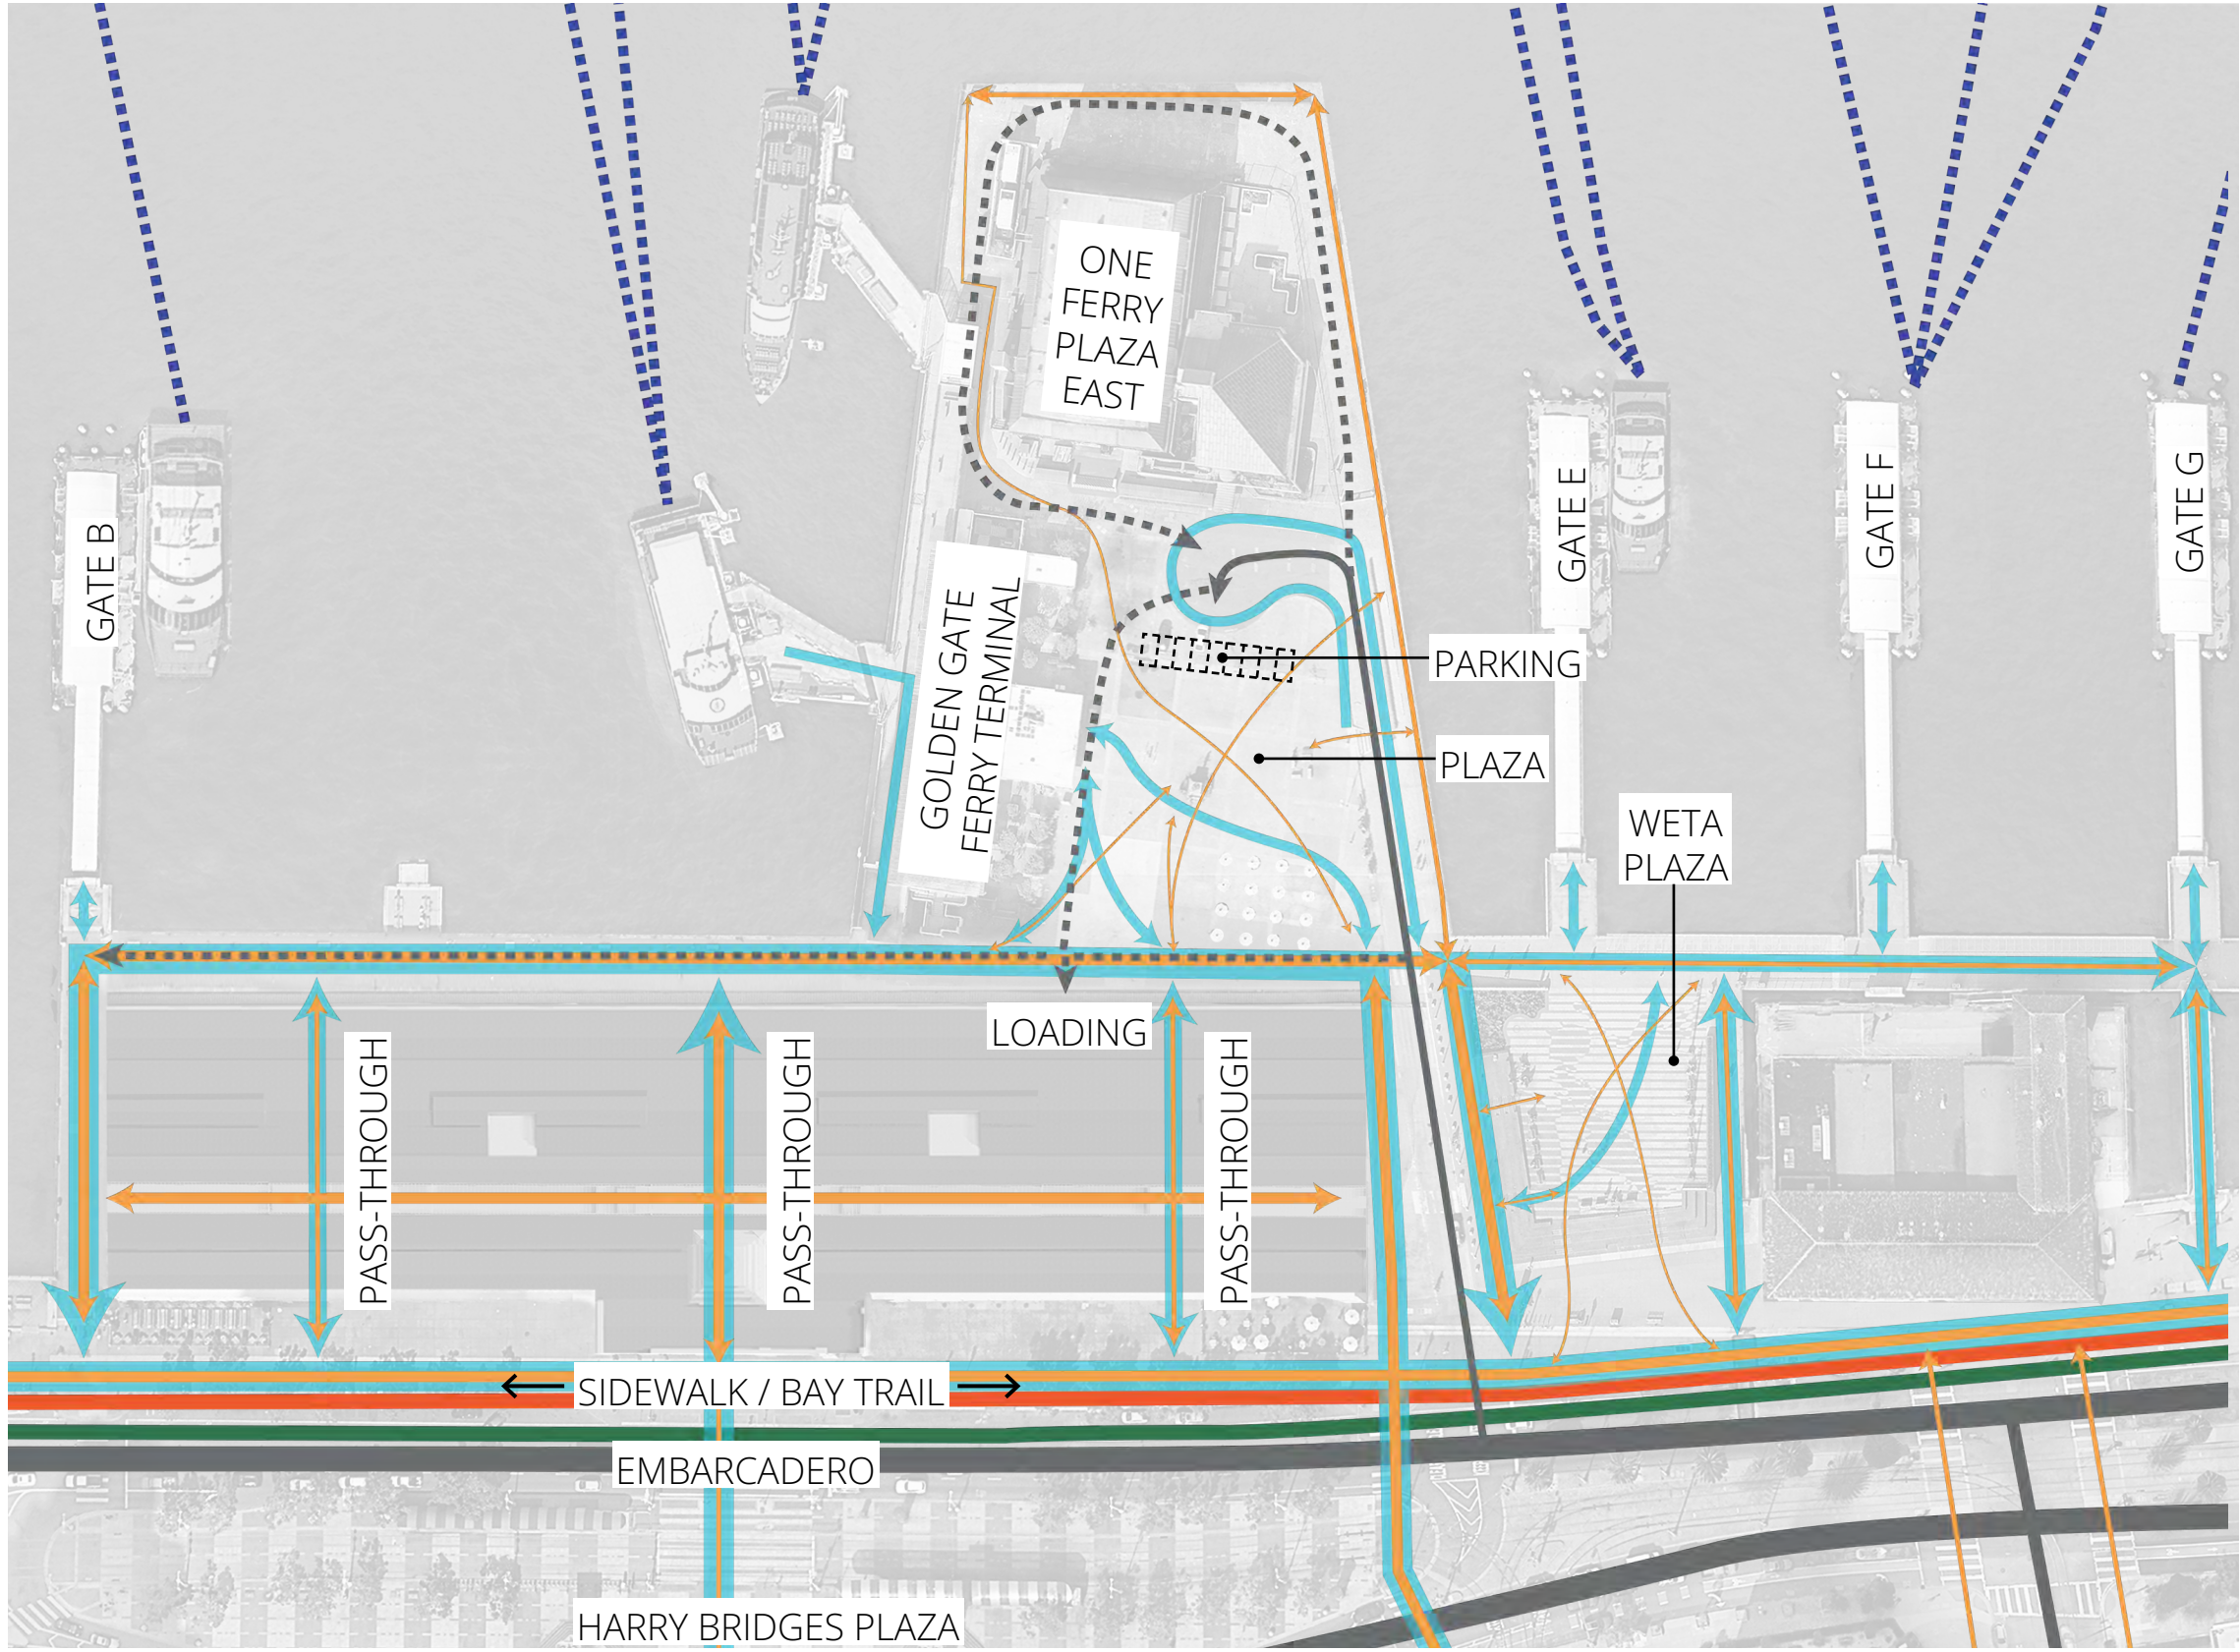 ONE
FERRY
PLAZA
EAST
GATE B
GATE E
GATE F
GATE G
GOLDEN GATE
FERRY TERMINAL
PARKING
PLAZA
WETA
PLAZA
LOADING
PASS-THROUGH
PASS-THROUGH
PASS-THROUGH
SIDEWALK / BAY TRAIL
EMBARCADERO
HARRY BRIDGES PLAZA